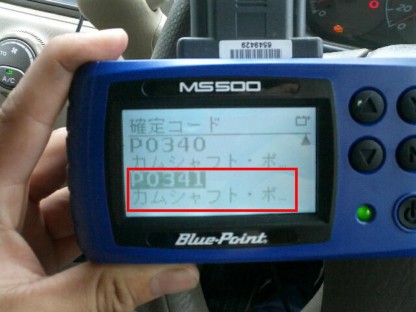 6549429
MS500
確定コード
P0340
カムシャフト・ポ…
P0341
カムシャフト・ポ…
Blue-Point
A/C
Y
N